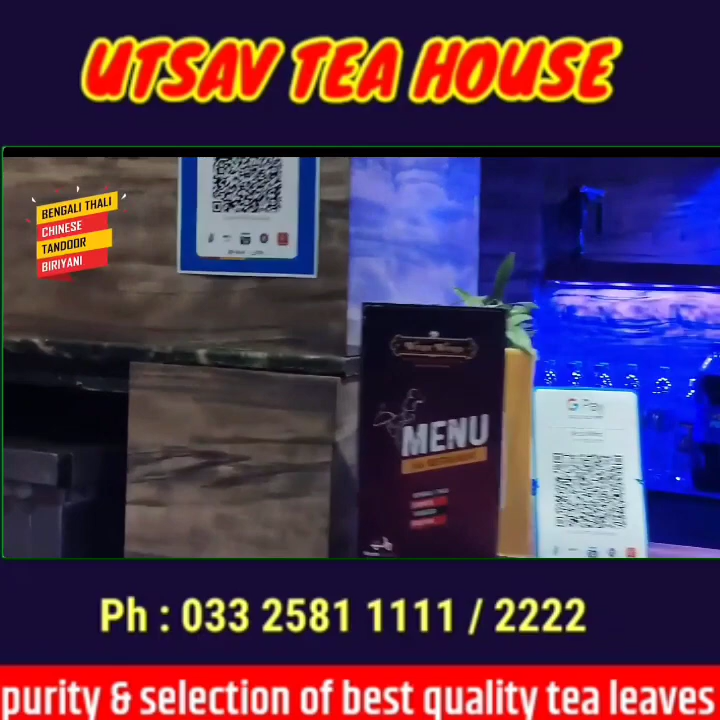 UTSAV TEA HOUSE
BENGALI THALI
CHINESE
TANDOOR
BIRIYANI
MENU
G Pay
Ph : 033 2581 1111 / 2222
purity & selection of best quality tea leaves